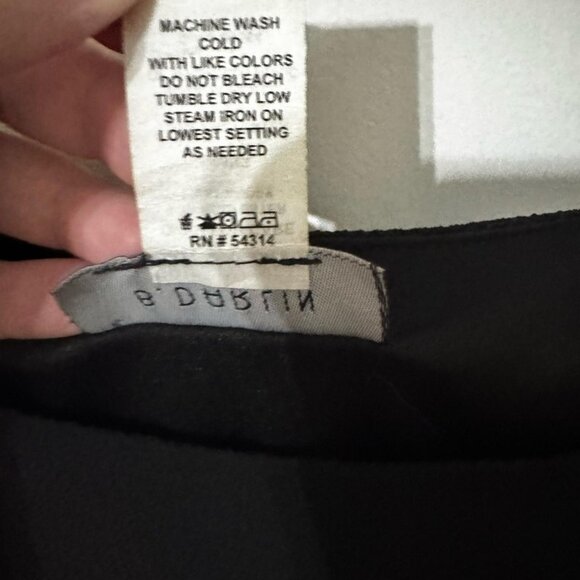 MACHINE WASH
COLD
WITH LIKE COLORS
DO NOT BLEACH
TUMBLE DRY LOW
STEAM IRON ON
LOWEST SETTING
AS NEEDED
RN # 54314
B. DARLIN